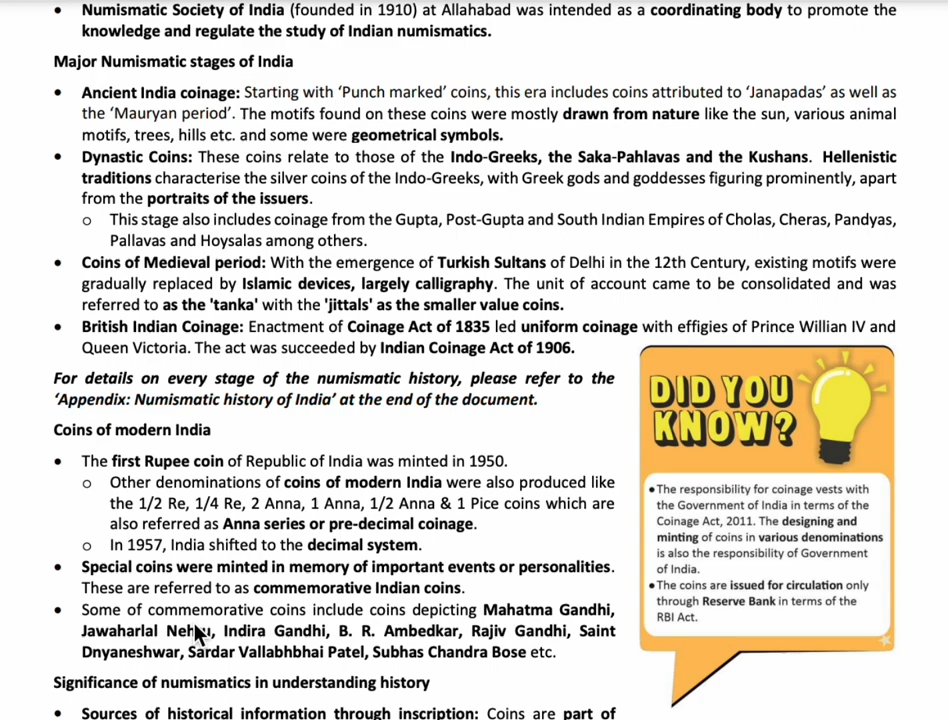 • Numismatic Society of India (founded in 1910) at Allahabad was intended as a coordinating body to promote the
knowledge and regulate the study of Indian numismatics.
Major Numismatic stages of India
• Ancient India coinage: Starting with ‘Punch marked’ coins, this era includes coins attributed to ‘Janapadas’ as well as
the ‘Mauryan period’. The motifs found on these coins were mostly drawn from nature like the sun, various animal
motifs, trees, hills etc. and some were geometrical symbols.
• Dynastic Coins: These coins relate to those of the Indo-Greeks, the Saka-Pahlavas and the Kushans. Hellenistic
traditions characterise the silver coins of the Indo-Greeks, with Greek gods and goddesses figuring prominently, apart
from the portraits of the issuers.
o This stage also includes coinage from the Gupta, Post-Gupta and South Indian Empires of Cholas, Cheras, Pandyas,
Pallavas and Hoysalas among others.
• Coins of Medieval period: With the emergence of Turkish Sultans of Delhi in the 12th Century, existing motifs were
gradually replaced by Islamic devices, largely calligraphy. The unit of account came to be consolidated and was
referred to as the 'tanka' with the 'jittals' as the smaller value coins.
• British Indian Coinage: Enactment of Coinage Act of 1835 led uniform coinage with effigies of Prince Willian IV and
Queen Victoria. The act was succeeded by Indian Coinage Act of 1906.
For details on every stage of the numismatic history, please refer to the
‘Appendix: Numismatic history of India’ at the end of the document.
Coins of modern India
• The first Rupee coin of Republic of India was minted in 1950.
o Other denominations of coins of modern India were also produced like
the 1/2 Re, 1/4 Re, 2 Anna, 1 Anna, 1/2 Anna & 1 Pice coins which are
also referred as Anna series or pre-decimal coinage.
o In 1957, India shifted to the decimal system.
• Special coins were minted in memory of important events or personalities.
These are referred to as commemorative Indian coins.
• Some of commemorative coins include coins depicting Mahatma Gandhi,
Jawaharlal Nehru, Indira Gandhi, B. R. Ambedkar, Rajiv Gandhi, Saint
Dnyaneshwar, Sardar Vallabhbhai Patel, Subhas Chandra Bose etc.
Significance of numismatics in understanding history
• Sources of historical information through inscription: Coins are part of
DID YOU
KNOW?
• The responsibility for coinage vests with
the Government of India in terms of the
Coinage Act, 2011. The designing and
minting of coins in various denominations
is also the responsibility of Government
of India.
• The coins are issued for circulation only
through Reserve Bank in terms of the
RBI Act.